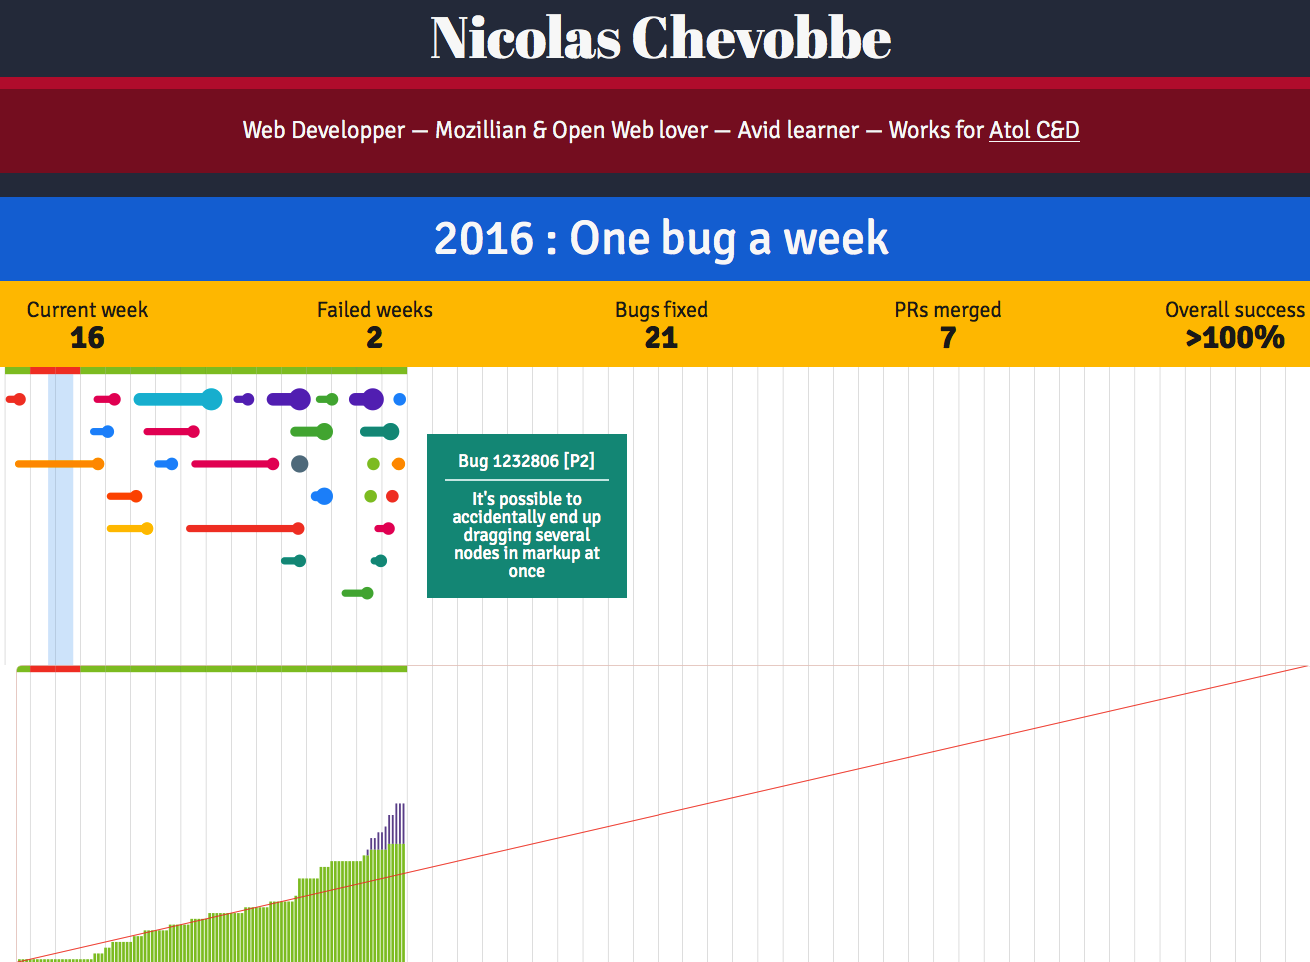 Nicolas Chevobbe
Web Developper — Mozillian & Open Web lover — Avid learner — Works for Atol C&D
2016 : One bug a week
Current week
16
Failed weeks
2
Bugs fixed
21
PRs merged
7
Overall success
>100%
Bug 1232806 [P2]
It's possible to
accidentally end up
dragging several
nodes in markup at
once